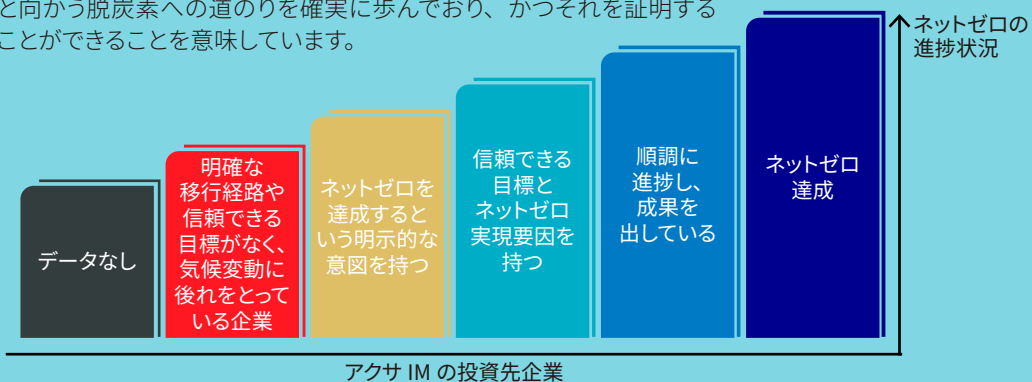 と向かう脱炭素への道のりを確実に歩んでおり、かつそれを証明する
ことができることを意味しています。
ネットゼロの
進捗状況
データなし
明確な
移行経路や
信頼できる
目標がなく、
気候変動に
後れをとって
いる企業
ネットゼロを
達成すると
いう明示的な
意図を持つ
信頼できる
目標と
ネットゼロ
実現要因を
持つ
順調に
進捗し、
成果を
出している
ネットゼロ
達成
アクサ IM の投資先企業